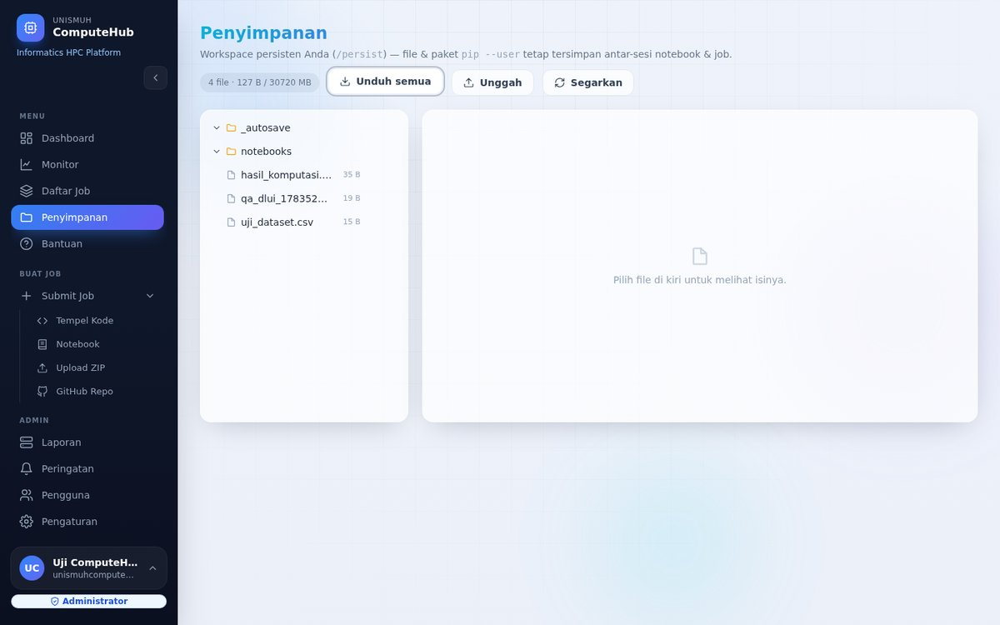 UNISMUH
ComputeHub
Informatics HPC Platform
MENU
Dashboard
Monitor
Daftar Job
Penyimpanan
Bantuan
BUAT JOB
Submit Job
Tempel Kode
Notebook
Upload ZIP
GitHub Repo
ADMIN
Laporan
Peringatan
Pengguna
Pengaturan
UC
Uji ComputeH...
unismuhcompute...
Administrator
Penyimpanan
Workspace persisten Anda (/persist) — file & paket pip --user tetap tersimpan antar-sesi notebook & job.
4 file · 127 B / 30720 MB
Unduh semua
Unggah
Segarkan
_autosave
notebooks
hasil_komputasi.... 35 B
qa_dlui_178352... 19 B
uji_dataset.csv 15 B
Pilih file di kiri untuk melihat isinya.